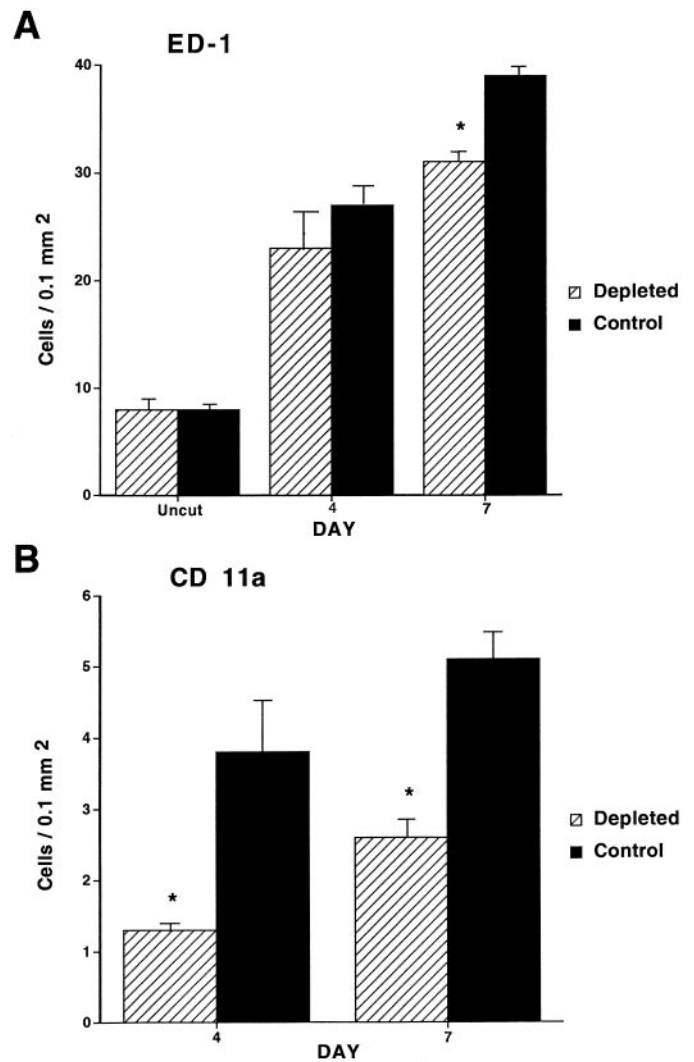 A
ED-1
40
30
20
10
0
Cells / 0.1 mm 2
*
Uncut
4
7
DAY
Depleted
Control
B
CD 11a
6
5
4
3
2
1
0
Cells / 0.1 mm 2
*
*
4
7
DAY
Depleted
Control